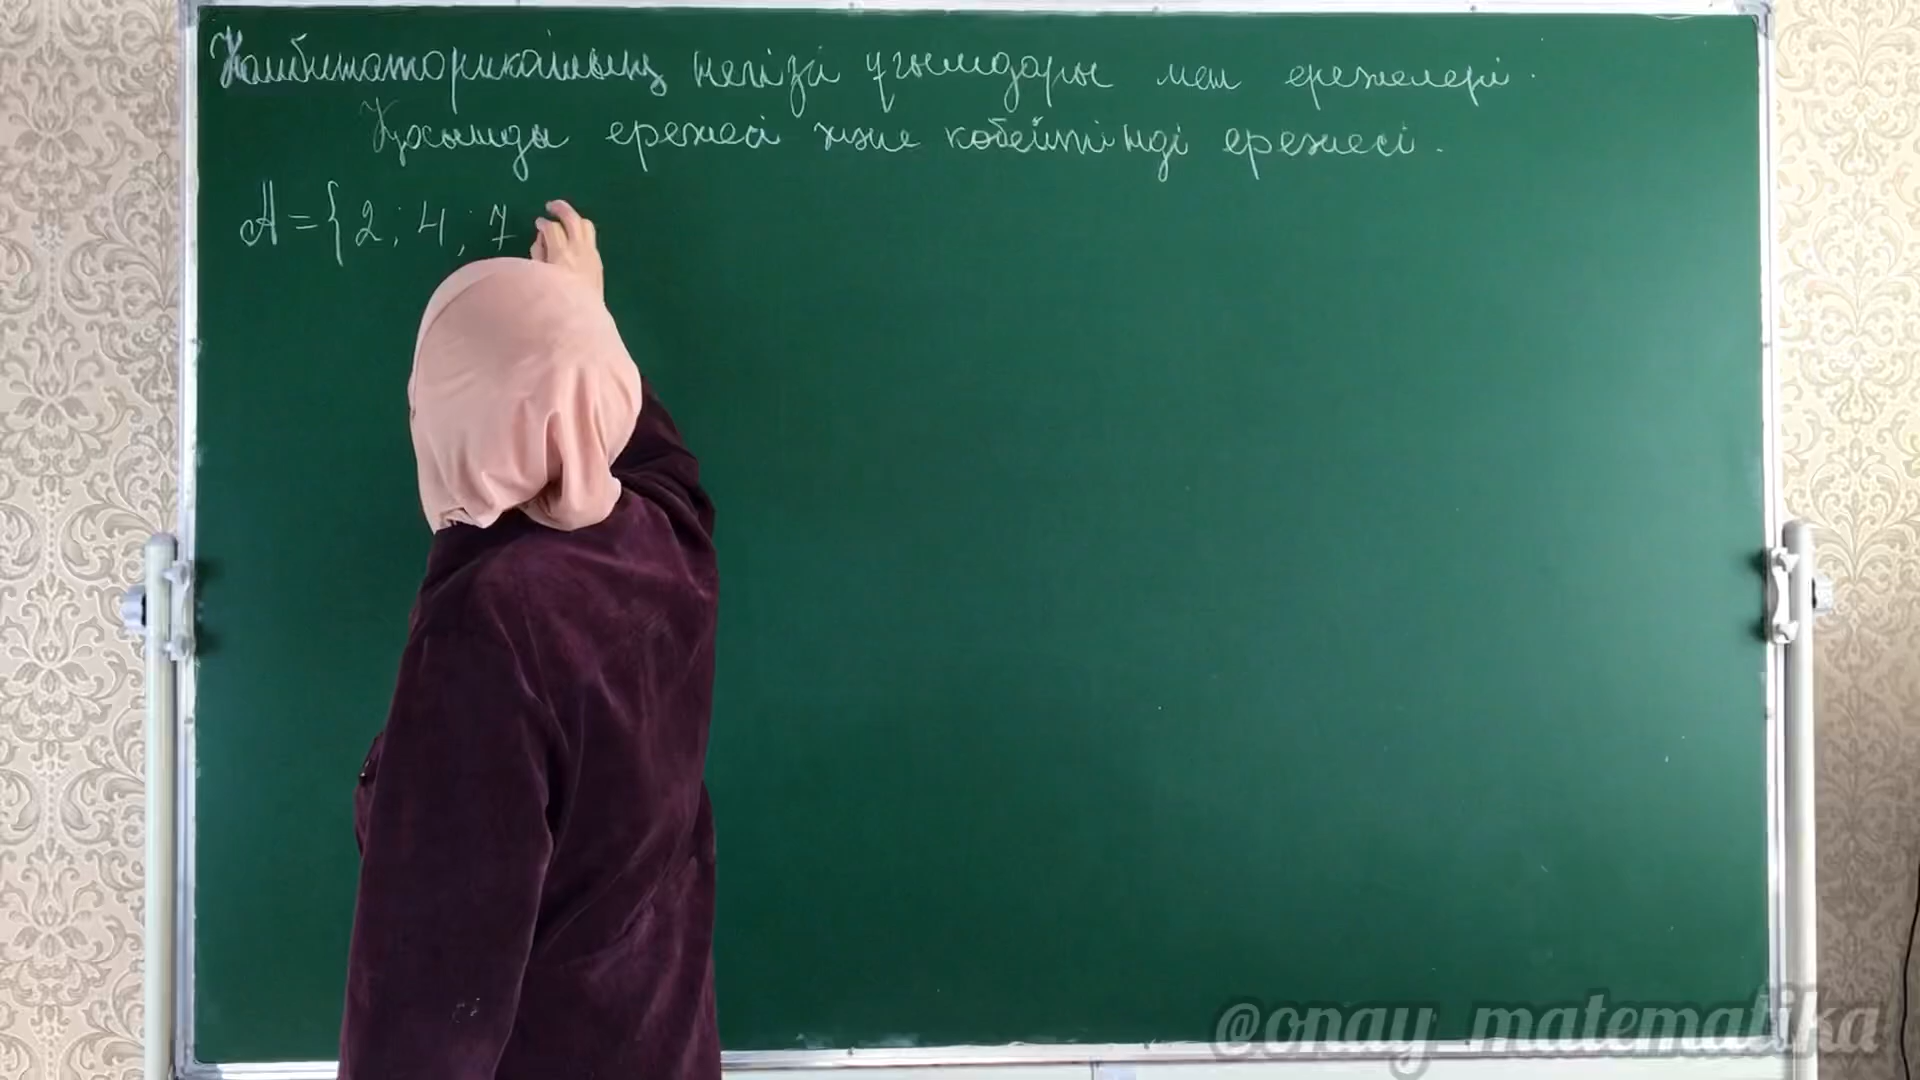 Комбинаториканың негізгі ұғымдары мен ережелері.
Қосынды ережесі және көбейтінді ережесі.
A = { 2 ; 4 ; 7
@onay_matematika